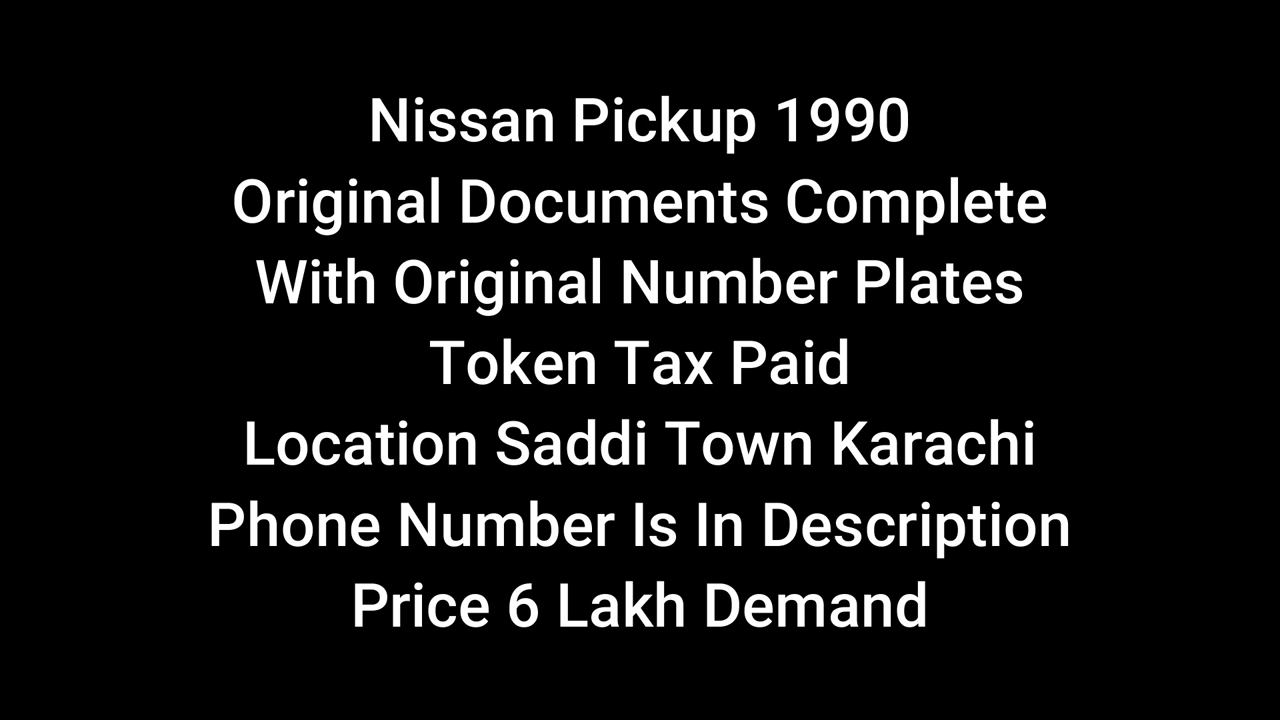 Nissan Pickup 1990
Original Documents Complete
With Original Number Plates
Token Tax Paid
Location Saddi Town Karachi
Phone Number Is In Description
Price 6 Lakh Demand